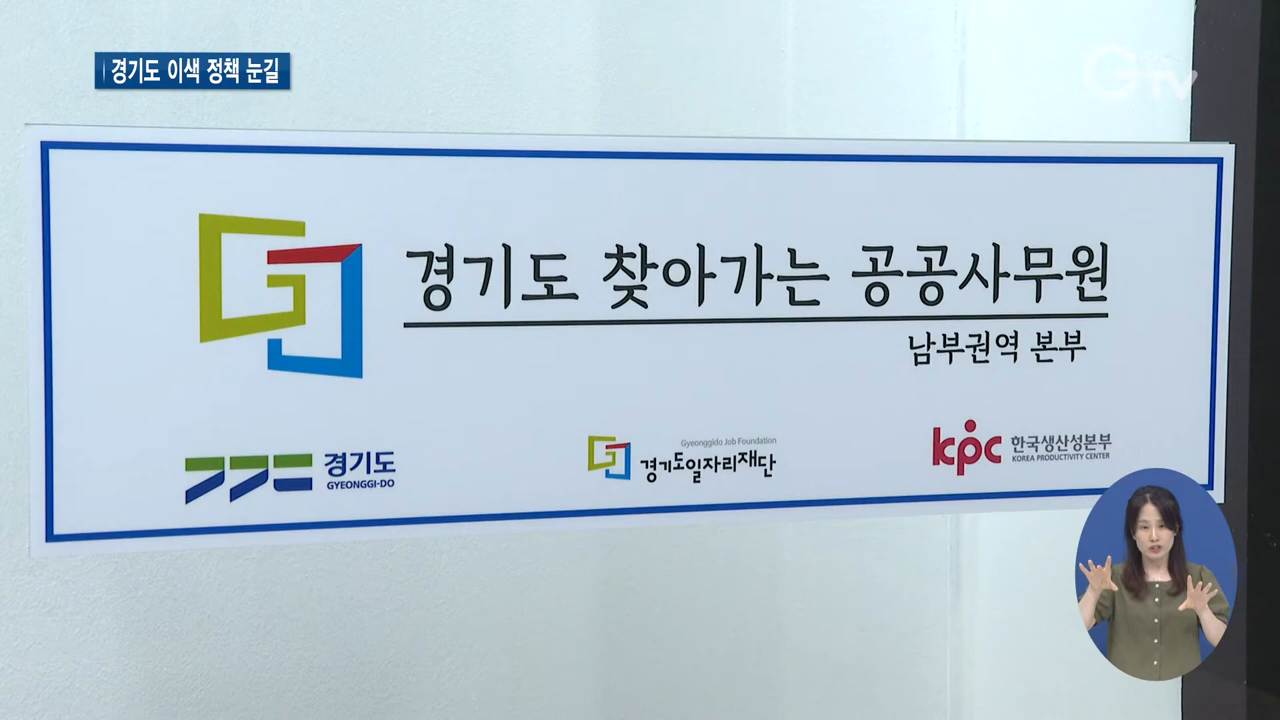 경기도 이색 정책 눈길
GTV
경기도 찾아가는 공공사무원
남부권역 본부
경기도
GYEONGGI-DO
Gyeonggido Job Foundation
경기도일자리재단
kpc 한국생산성본부
KOREA PRODUCTIVITY CENTER